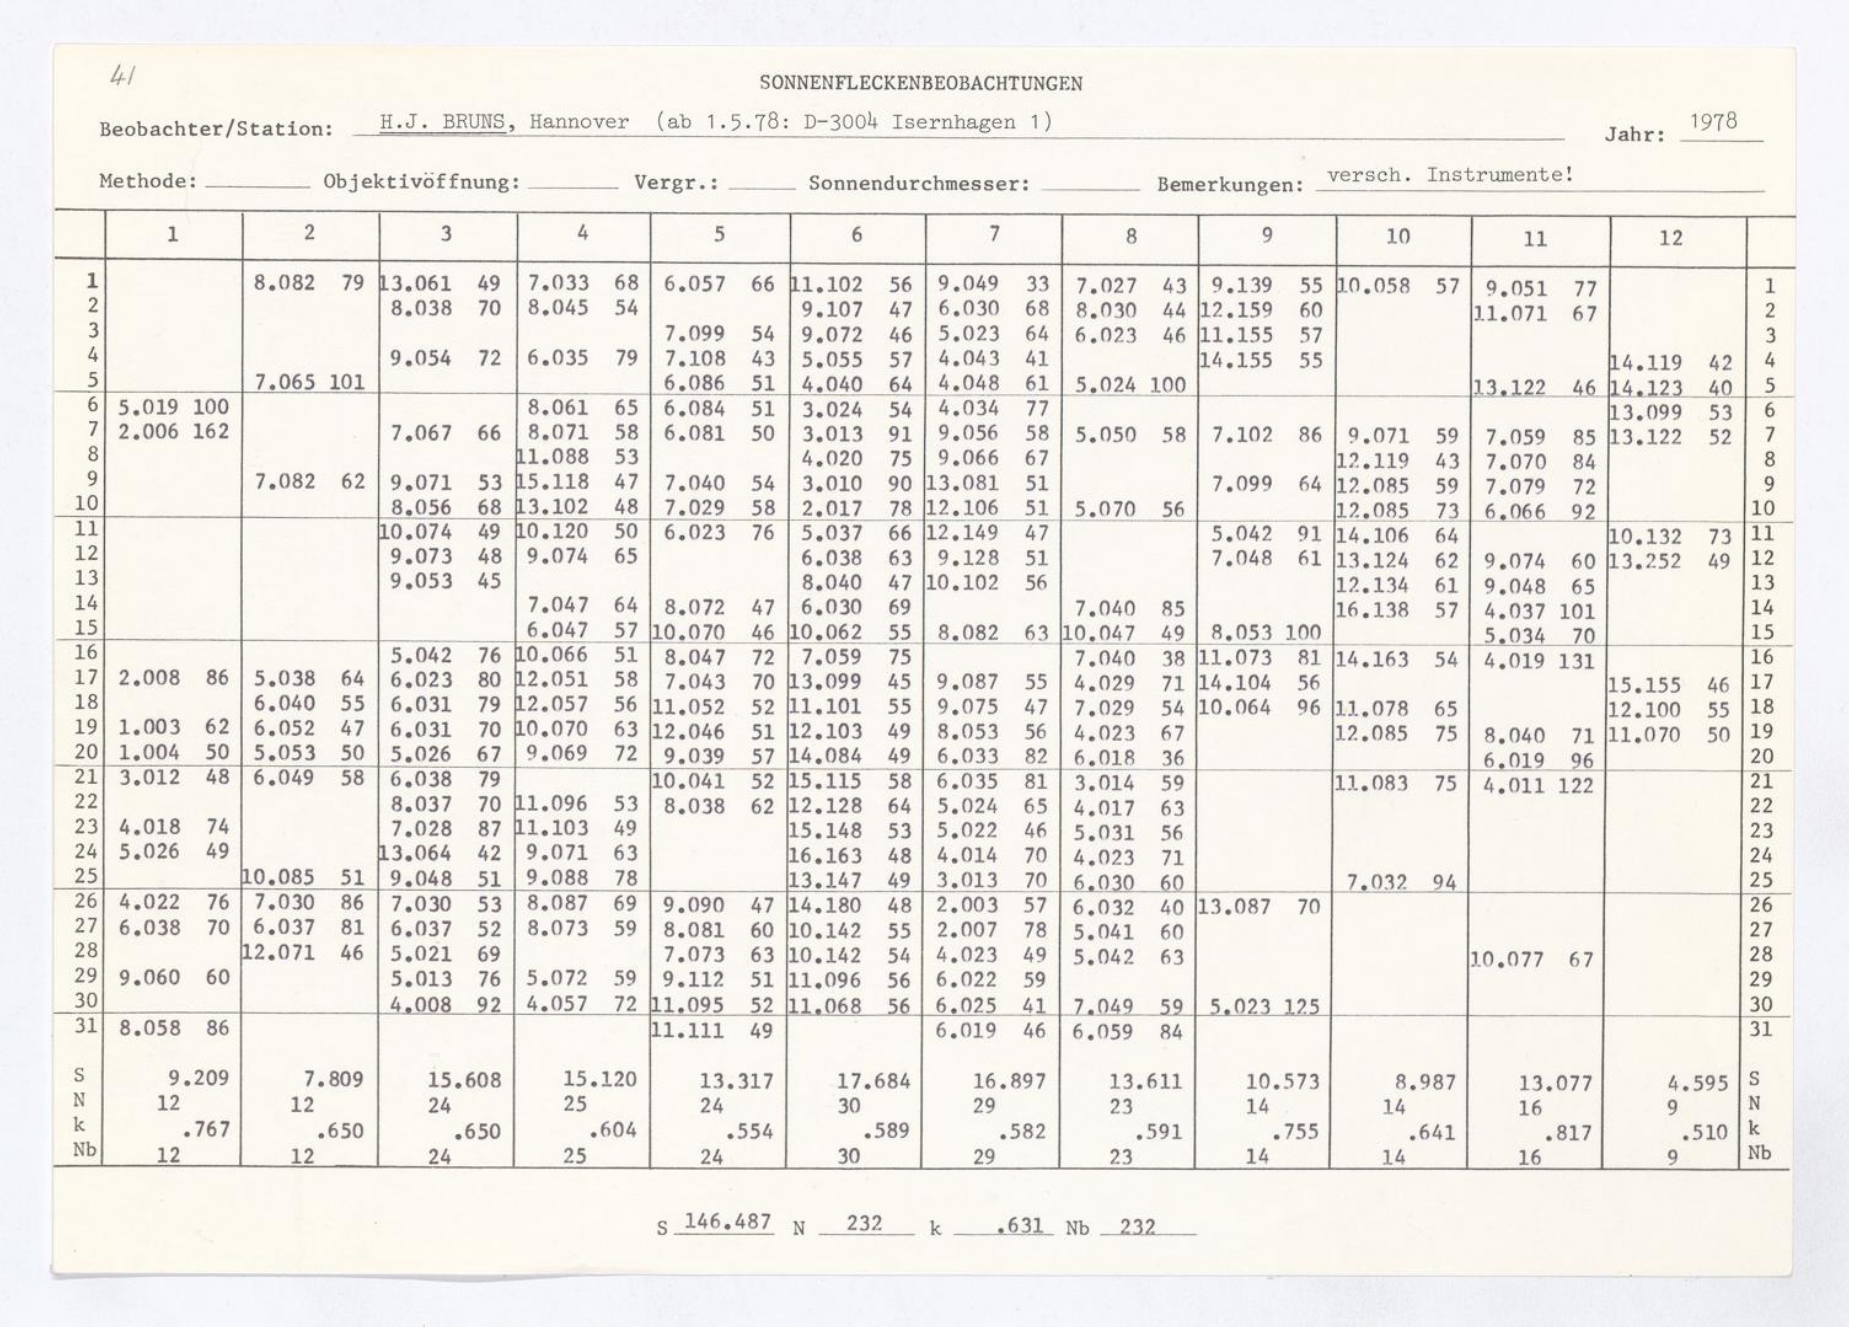 41
SONNENFLECKENBEOBACHTUNGEN
Beobachter/Station: H.J. BRUNS, Hannover (ab 1.5.78: D-3004 Isernhagen 1) Jahr: 1978
Methode: Objektivöffnung: Vergr.: Sonnendurchmesser: Bemerkungen: versch. Instrumente!
1 2 3 4 5 6 7 8 9 10 11 12
1 8.082 79 13.061 49 7.033 68 6.057 66 11.102 56 9.049 33 7.027 43 9.139 55 10.058 57 9.051 77 1
2 8.038 70 8.045 54 9.107 47 6.030 68 8.030 44 12.159 60 11.071 67 2
3 7.099 54 9.072 46 5.023 64 6.023 46 11.155 57 3
4 9.054 72 6.035 79 7.108 43 5.055 57 4.043 41 14.155 55 14.119 42 4
5 7.065 101 6.086 51 4.040 64 4.048 61 5.024 100 13.122 46 14.123 40 5
6 5.019 100 8.061 65 6.084 51 3.024 54 4.034 77 13.099 53 6
7 2.006 162 7.067 66 8.071 58 6.081 50 3.013 91 9.056 58 5.050 58 7.102 86 9.071 59 7.059 85 13.122 52 7
8 11.088 53 4.020 75 9.066 67 12.119 43 7.070 84 8
9 7.082 62 9.071 53 15.118 47 7.040 54 3.010 90 13.081 51 7.099 64 12.085 59 7.079 72 9
10 8.056 68 13.102 48 7.029 58 2.017 78 12.106 51 5.070 56 12.085 73 6.066 92 10
11 10.074 49 10.120 50 6.023 76 5.037 66 12.149 47 5.042 91 14.106 64 10.132 73 11
12 9.073 48 9.074 65 6.038 63 9.128 51 7.048 61 13.124 62 9.074 60 13.252 49 12
13 9.053 45 8.040 47 10.102 56 12.134 61 9.048 65 13
14 7.047 64 8.072 47 6.030 69 7.040 85 16.138 57 4.037 101 14
15 6.047 57 10.070 46 10.062 55 8.082 63 10.047 49 8.053 100 5.034 70 15
16 5.042 76 10.066 51 8.047 72 7.059 75 7.040 38 11.073 81 14.163 54 4.019 131 16
17 2.008 86 5.038 64 6.023 80 12.051 58 7.043 70 13.099 45 9.087 55 4.029 71 14.104 56 15.155 46 17
18 6.040 55 6.031 79 12.057 56 11.052 52 11.101 55 9.075 47 7.029 54 10.064 96 11.078 65 12.100 55 18
19 1.003 62 6.052 47 6.031 70 10.070 63 12.046 51 12.103 49 8.053 56 4.023 67 12.085 75 8.040 71 11.070 50 19
20 1.004 50 5.053 50 5.026 67 9.069 72 9.039 57 14.084 49 6.033 82 6.018 36 6.019 96 20
21 3.012 48 6.049 58 6.038 79 10.041 52 15.115 58 6.035 81 3.014 59 11.083 75 4.011 122 21
22 8.037 70 11.096 53 8.038 62 12.128 64 5.024 65 4.017 63 22
23 4.018 74 7.028 87 11.103 49 15.148 53 5.022 46 5.031 56 23
24 5.026 49 13.064 42 9.071 63 16.163 48 4.014 70 4.023 71 24
25 10.085 51 9.048 51 9.088 78 13.147 49 3.013 70 6.030 60 7.032 94 25
26 4.022 76 7.030 86 7.030 53 8.087 69 9.090 47 14.180 48 2.003 57 6.032 40 13.087 70 26
27 6.038 70 6.037 81 6.037 52 8.073 59 8.081 60 10.142 55 2.007 78 5.041 60 27
28 12.071 46 5.021 69 7.073 63 10.142 54 4.023 49 5.042 63 10.077 67 28
29 9.060 60 5.013 76 5.072 59 9.112 51 11.096 56 6.022 59 29
30 4.008 92 4.057 72 11.095 52 11.068 56 6.025 41 7.049 59 5.023 125 30
31 8.058 86 11.111 49 6.019 46 6.059 84 31
S 9.209 7.809 15.608 15.120 13.317 17.684 16.897 13.611 10.573 8.987 13.077 4.595 S
N 12 12 24 25 24 30 29 23 14 14 16 9 N
k .767 .650 .650 .604 .554 .589 .582 .591 .755 .641 .817 .510 k
Nb 12 12 24 25 24 30 29 23 14 14 16 9 Nb
S 146.487 N 232 k .631 Nb 232